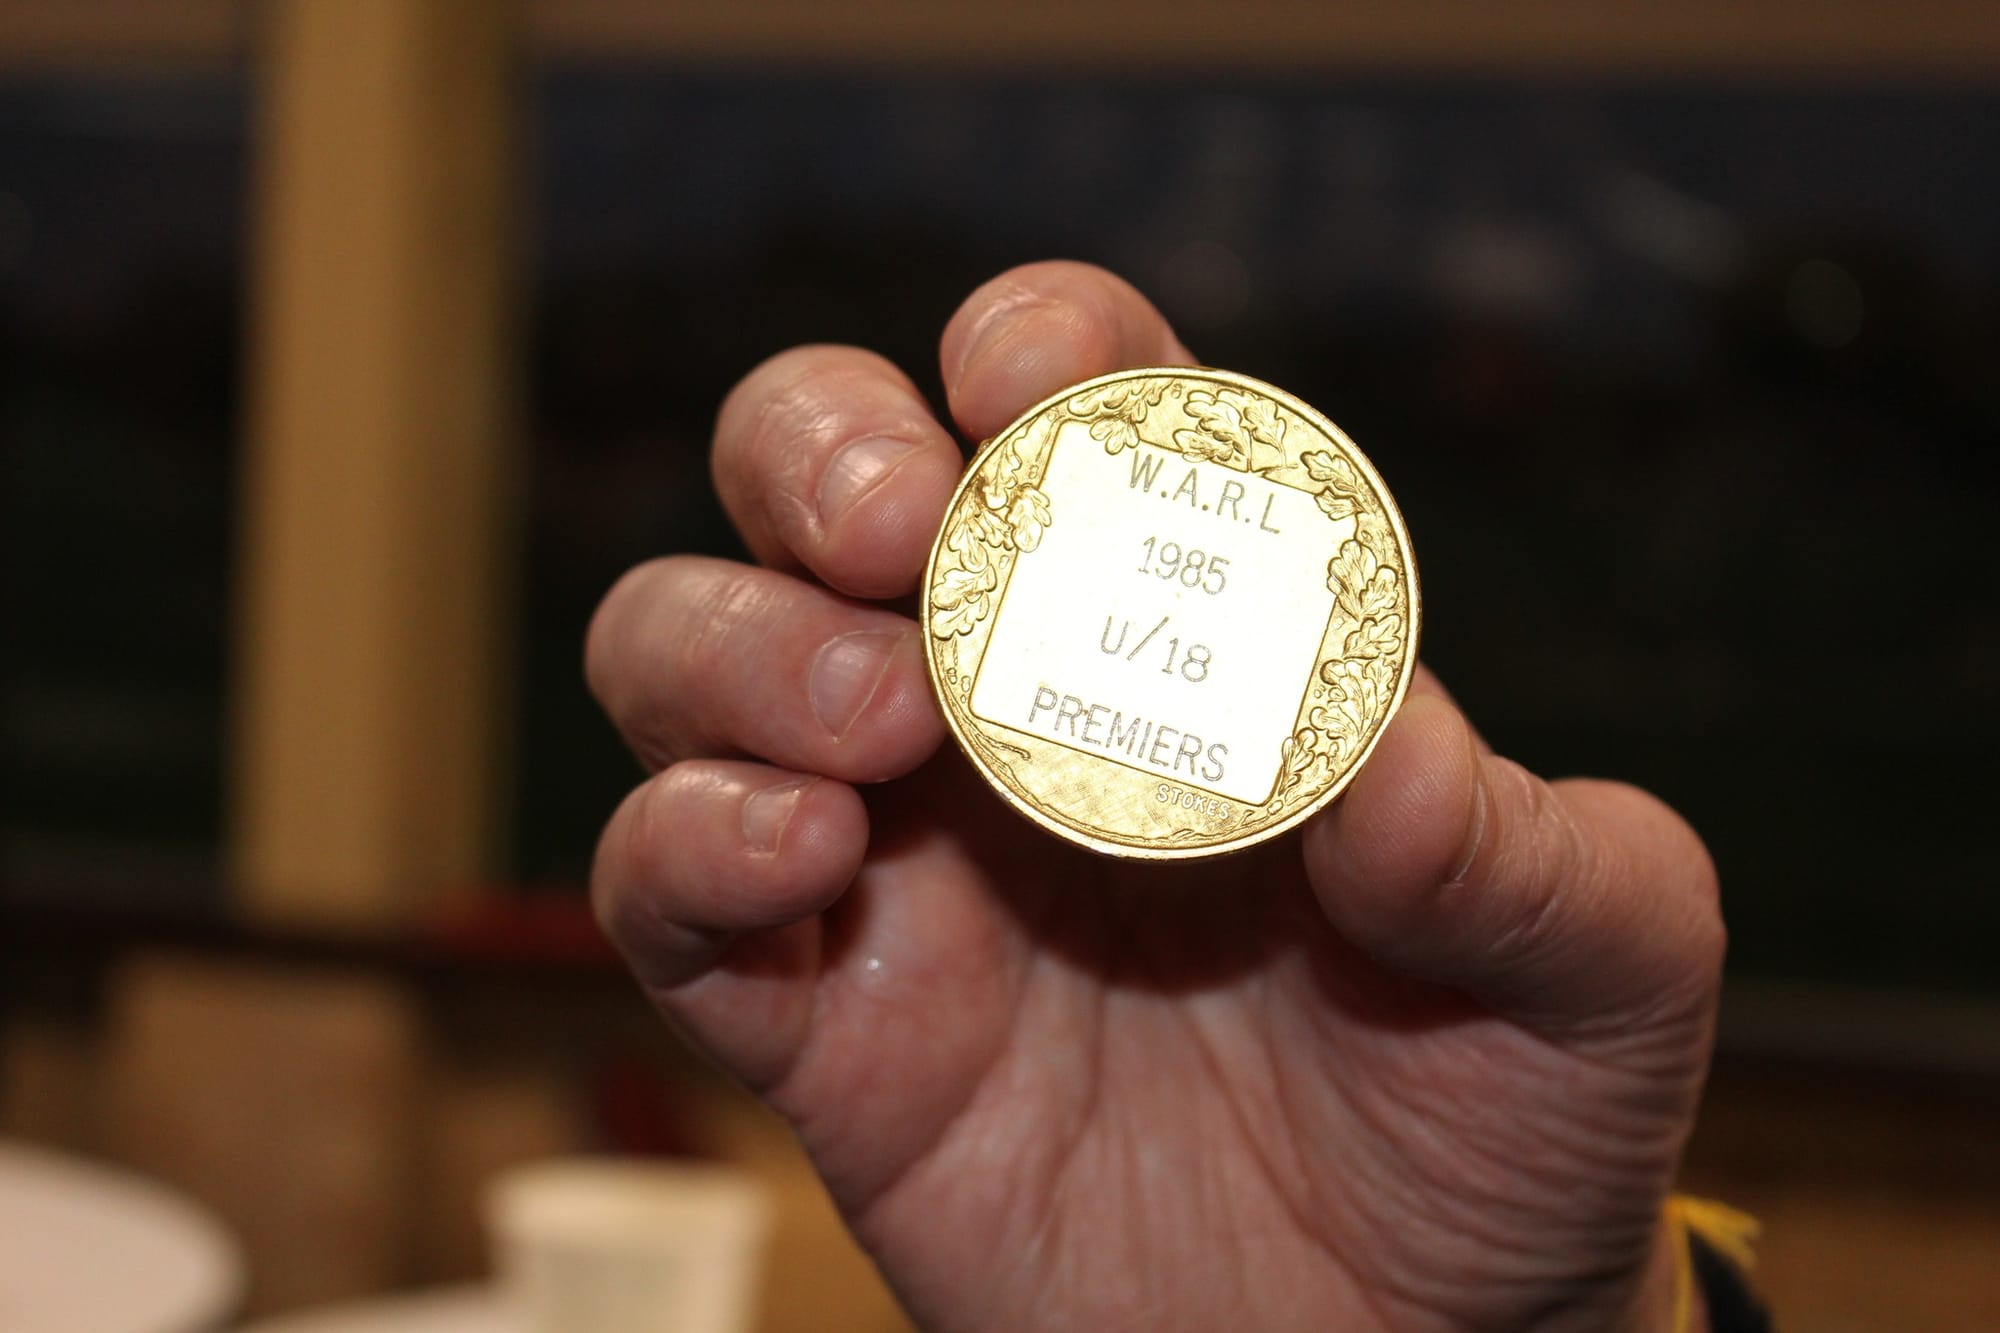 W.A.R.L
1985
U/18
PREMIERS
STOKES